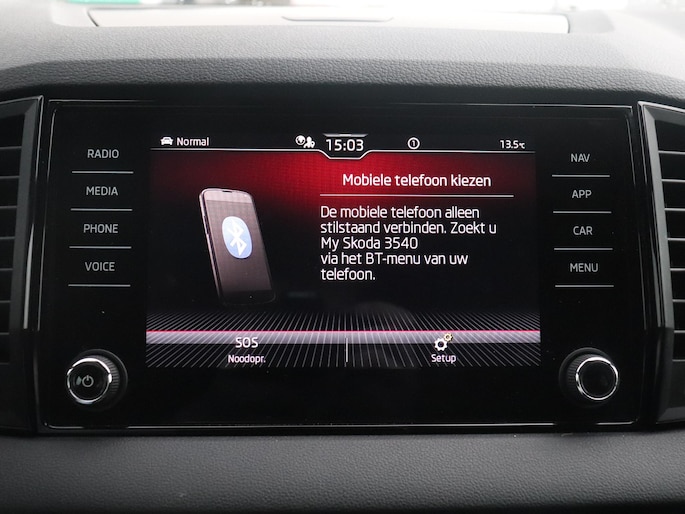 Normal 15:03 1 13.5°C
RADIO
MEDIA
PHONE
VOICE
Mobiele telefoon kiezen
De mobiele telefoon alleen
stilstaand verbinden. Zoekt u
My Skoda 3540
via het BT-menu van uw
telefoon.
SOS
Noodopr.
Setup
NAV
APP
CAR
MENU